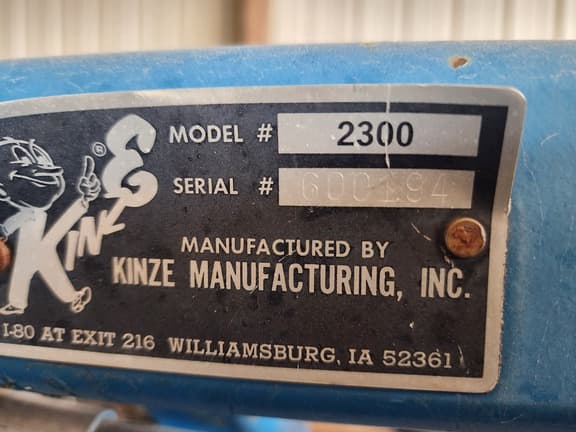 MODEL # 2300
SERIAL # 600194
KINZE ®
MANUFACTURED BY
KINZE MANUFACTURING, INC.
I-80 AT EXIT 216 WILLIAMSBURG, IA 52361